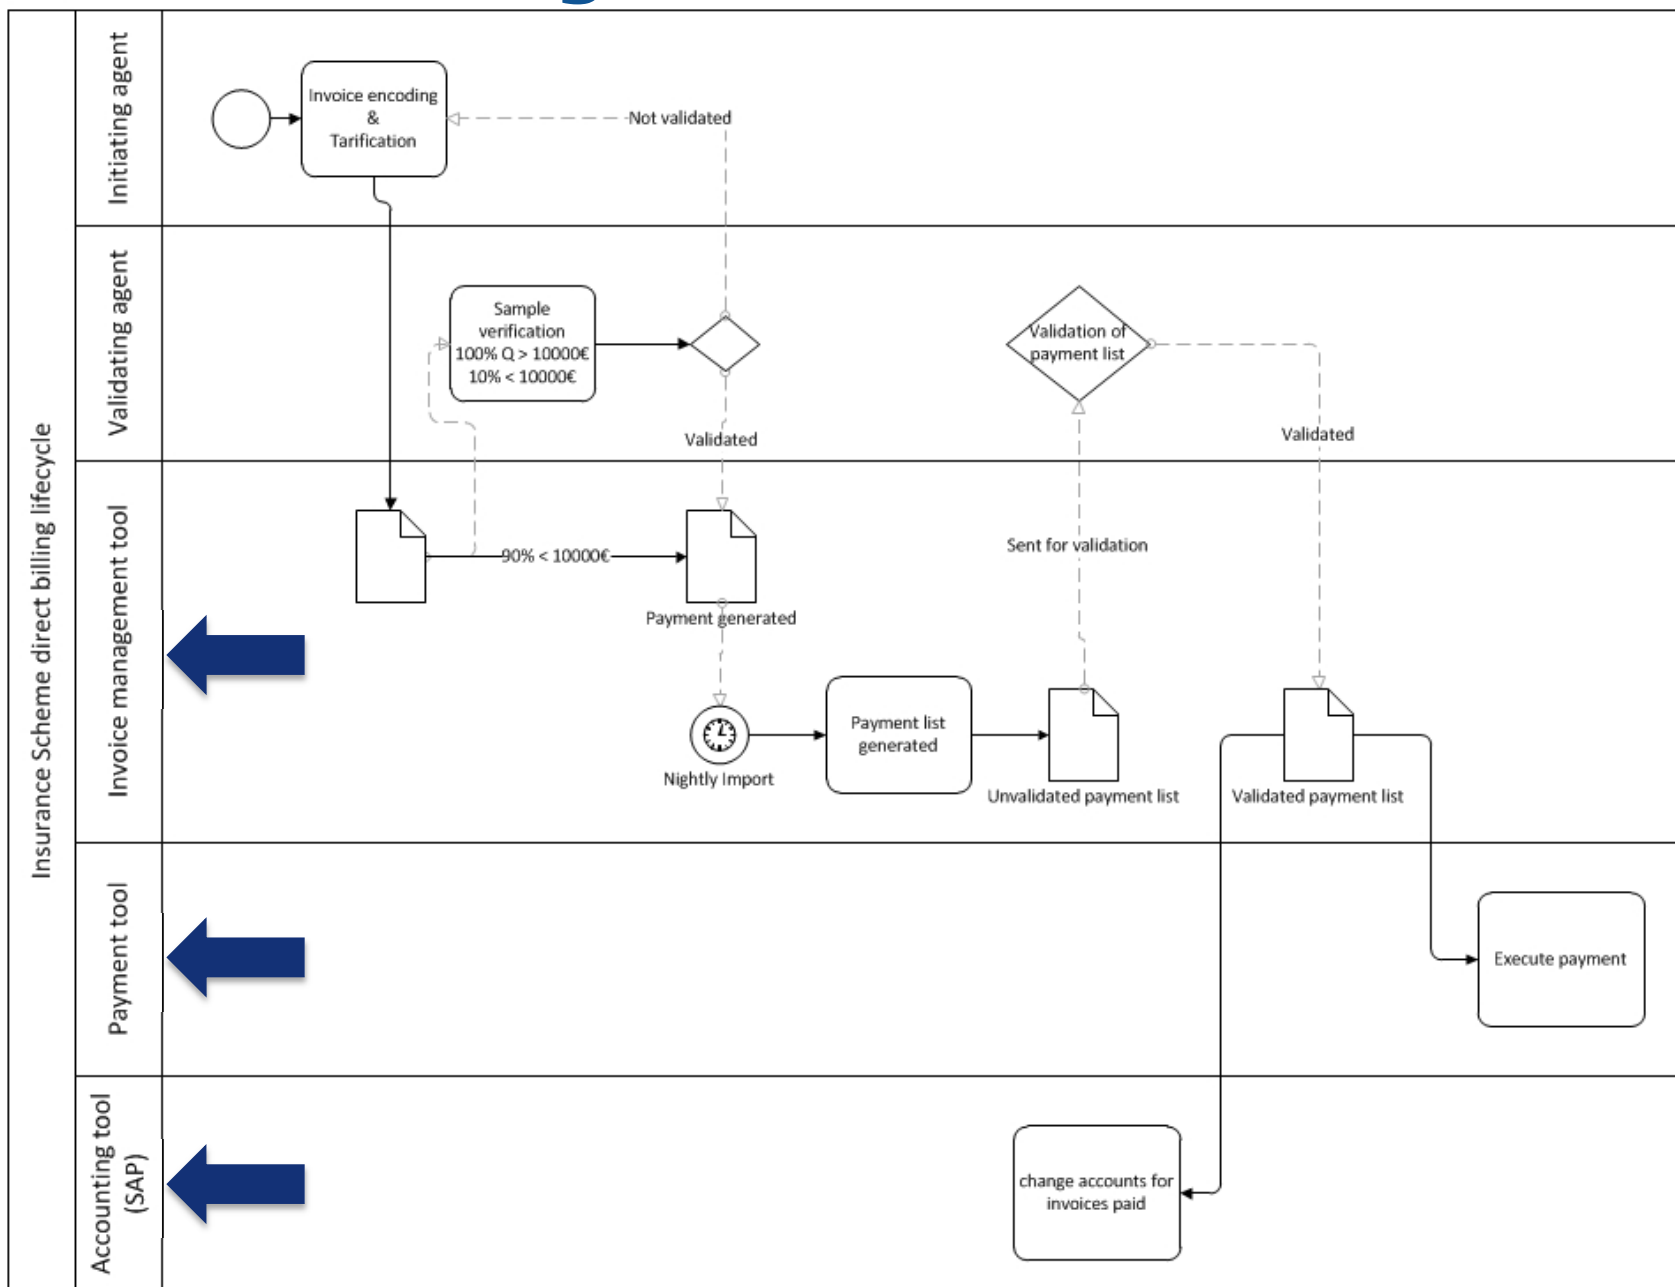 Insurance Scheme direct billing lifecycle
Initiating agent
Invoice encoding
&
Tarification
Not validated
Validating agent
Sample
verification
100% Q > 10000€
10% < 10000€
Validated
Validation of
payment list
Validated
Invoice management tool
90% < 10000€
Payment generated
Sent for validation
Nightly Import
Payment list
generated
Unvalidated payment list
Validated payment list
Payment tool
Execute payment
Accounting tool
(SAP)
change accounts for
invoices paid